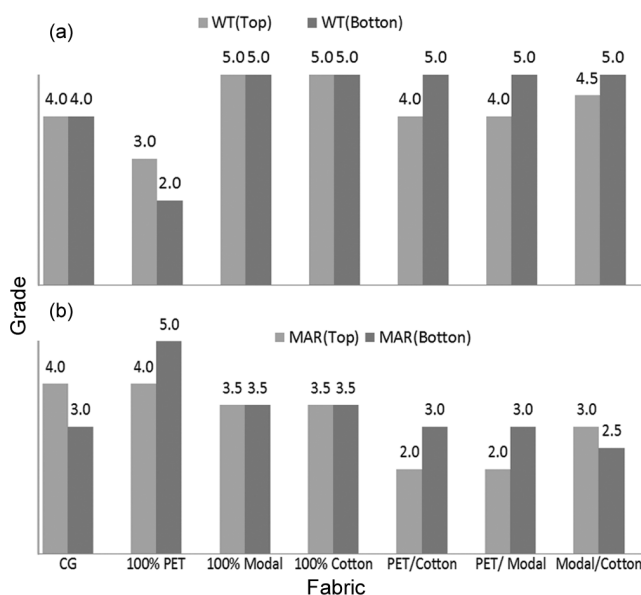 (a)
WT(Top) WT(Botton)
4.0 4.0 3.0 2.0 5.0 5.0 5.0 5.0 4.0 5.0 4.0 5.0 4.5 5.0
Grade
(b)
MAR(Top) MAR(Botton)
4.0 3.0 4.0 5.0 3.5 3.5 3.5 3.5 2.0 3.0 2.0 3.0 3.0 2.5
CG 100% PET 100% Modal 100% Cotton PET/Cotton PET/ Modal Modal/Cotton
Fabric